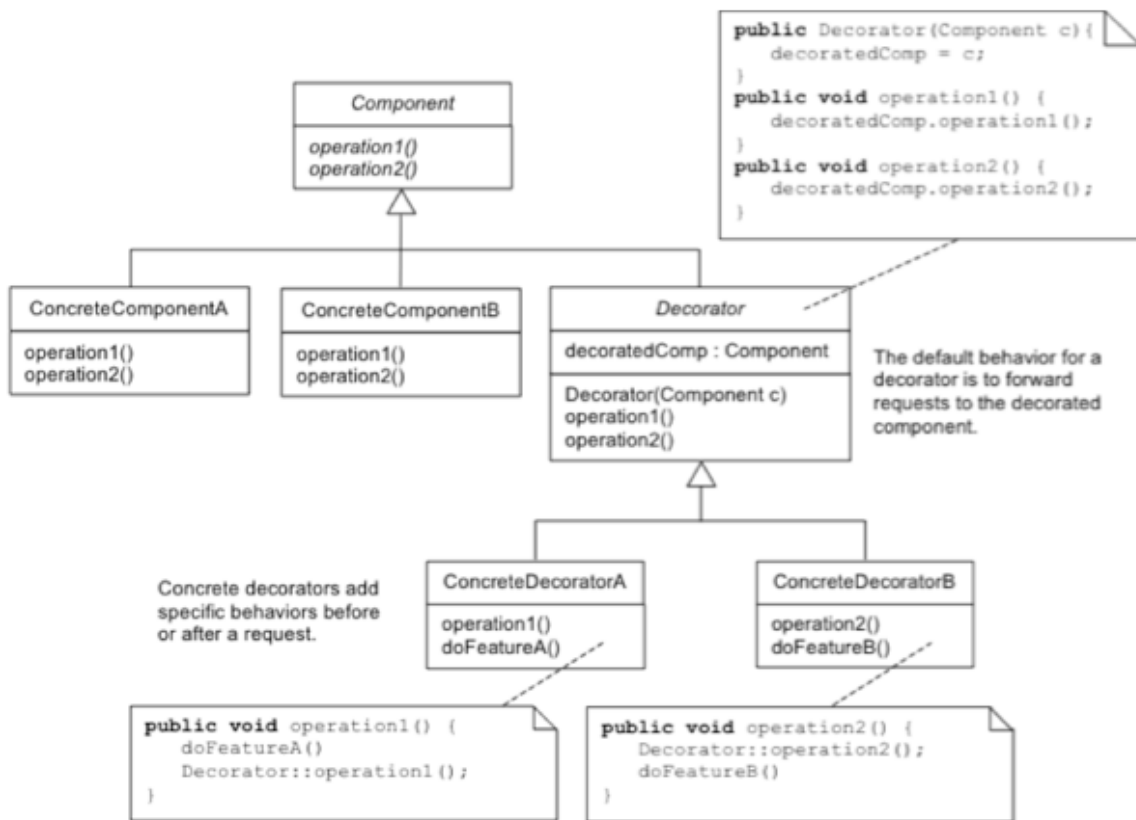 public Decorator(Component c){
decoratedComp = c;
}
public void operation1() {
decoratedComp.operation1();
}
public void operation2() {
decoratedComp.operation2();
}
Component
operation1()
operation2()
ConcreteComponentA
operation1()
operation2()
ConcreteComponentB
operation1()
operation2()
Decorator
decoratedComp : Component
Decorator(Component c)
operation1()
operation2()
The default behavior for a
decorator is to forward
requests to the decorated
component.
Concrete decorators add
specific behaviors before
or after a request.
ConcreteDecoratorA
operation1()
doFeatureA()
ConcreteDecoratorB
operation2()
doFeatureB()
public void operation1() {
doFeatureA()
Decorator::operation1();
}
public void operation2() {
Decorator::operation2();
doFeatureB()
}